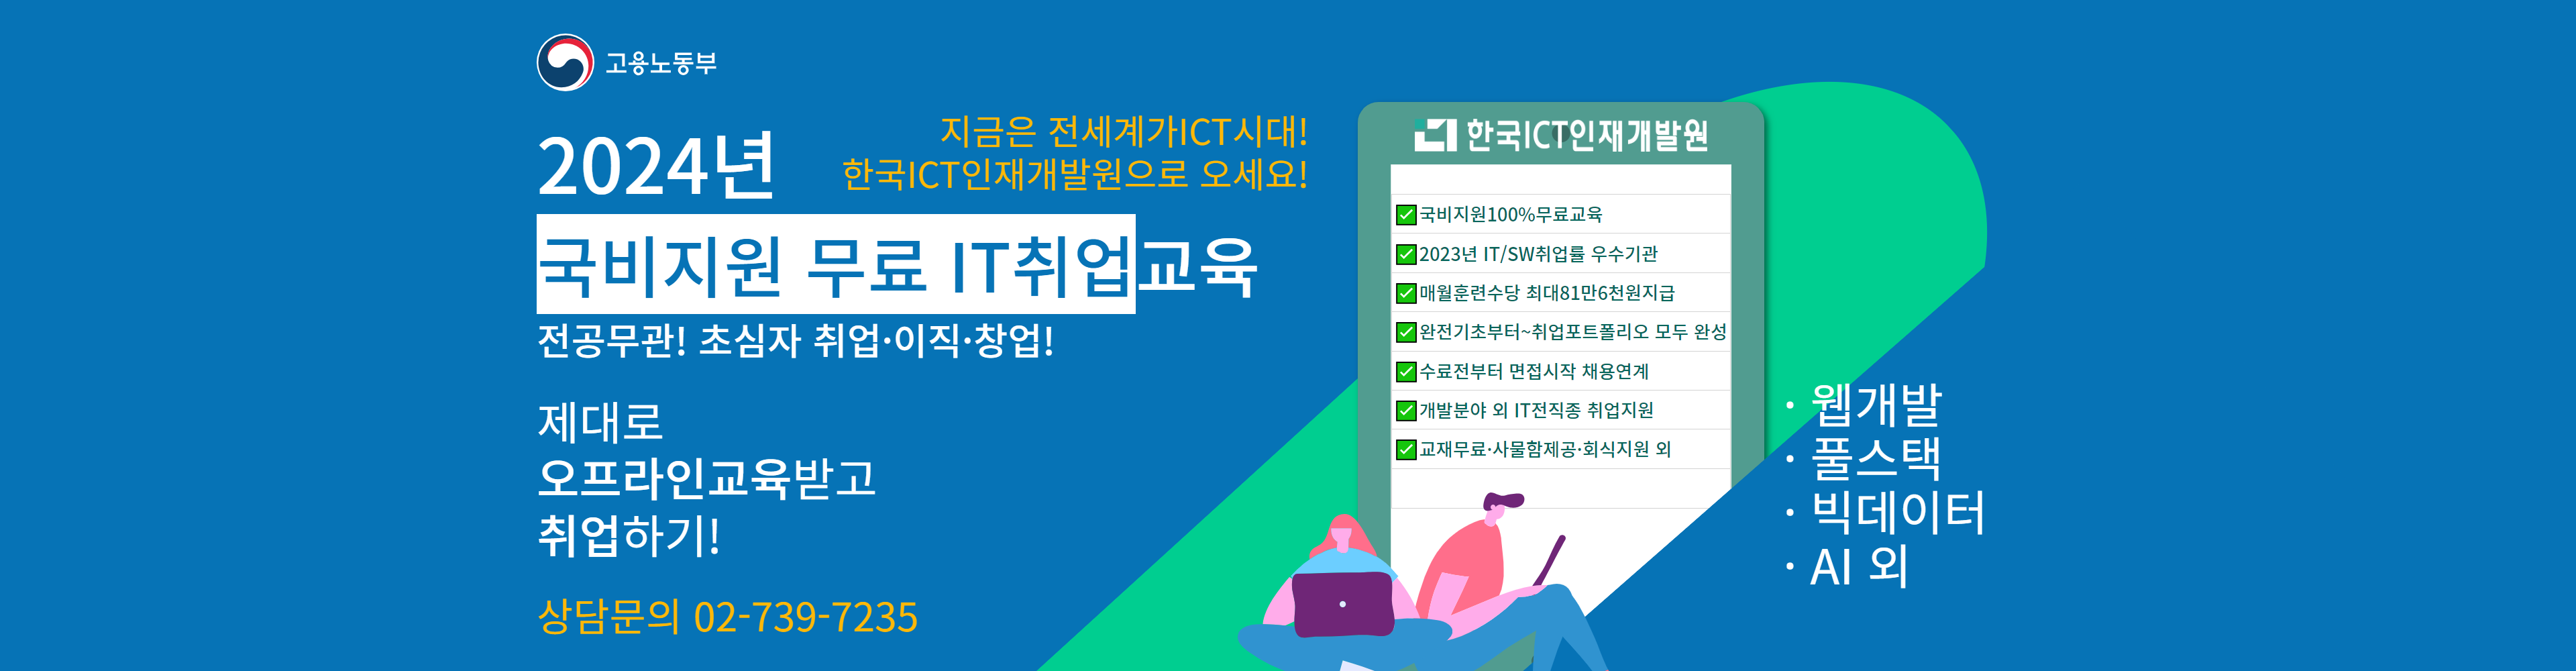 고용노동부
2024년
지금은 전세계가ICT시대!
한국ICT인재개발원으로 오세요!
국비지원 무료 IT취업교육
전공무관! 초심자 취업·이직·창업!
제대로
오프라인교육받고
취업하기!
상담문의 02-739-7235
한국ICT인재개발원
국비지원100%무료교육
2023년 IT/SW취업률 우수기관
매월훈련수당 최대81만6천원지급
완전기초부터~취업포트폴리오 모두 완성
수료전부터 면접시작 채용연계
개발분야 외 IT전직종 취업지원
교재무료·사물함제공·회식지원 외
· 웹개발
· 풀스택
· 빅데이터
· AI 외